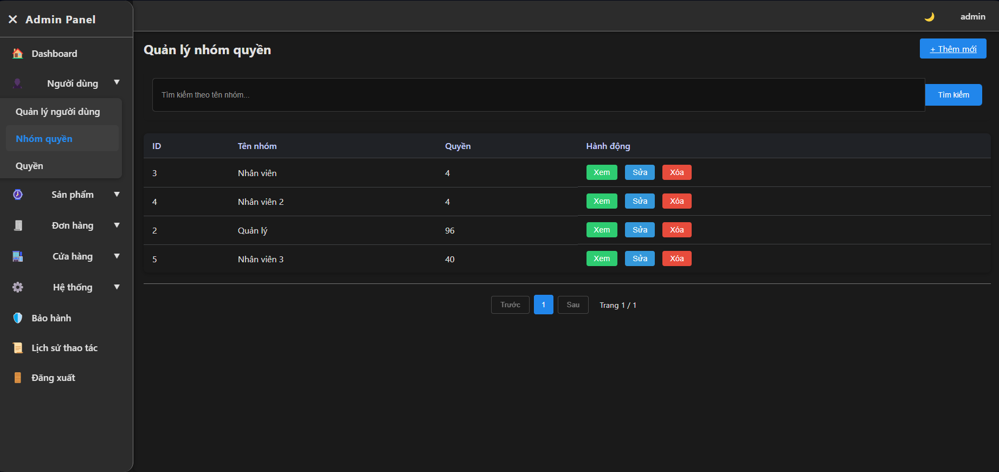 ✕ Admin Panel
🌙 admin
Dashboard
Người dùng ▼
Quản lý người dùng
Nhóm quyền
Quyền
Sản phẩm ▼
Đơn hàng ▼
Cửa hàng ▼
Hệ thống ▼
Bảo hành
Lịch sử thao tác
Đăng xuất
Quản lý nhóm quyền
+ Thêm mới
Tìm kiếm theo tên nhóm...
Tìm kiếm
ID Tên nhóm Quyền Hành động
3 Nhân viên 4 Xem Sửa Xóa
4 Nhân viên 2 4 Xem Sửa Xóa
2 Quản lý 96 Xem Sửa Xóa
5 Nhân viên 3 40 Xem Sửa Xóa
Trước 1 Sau Trang 1 / 1